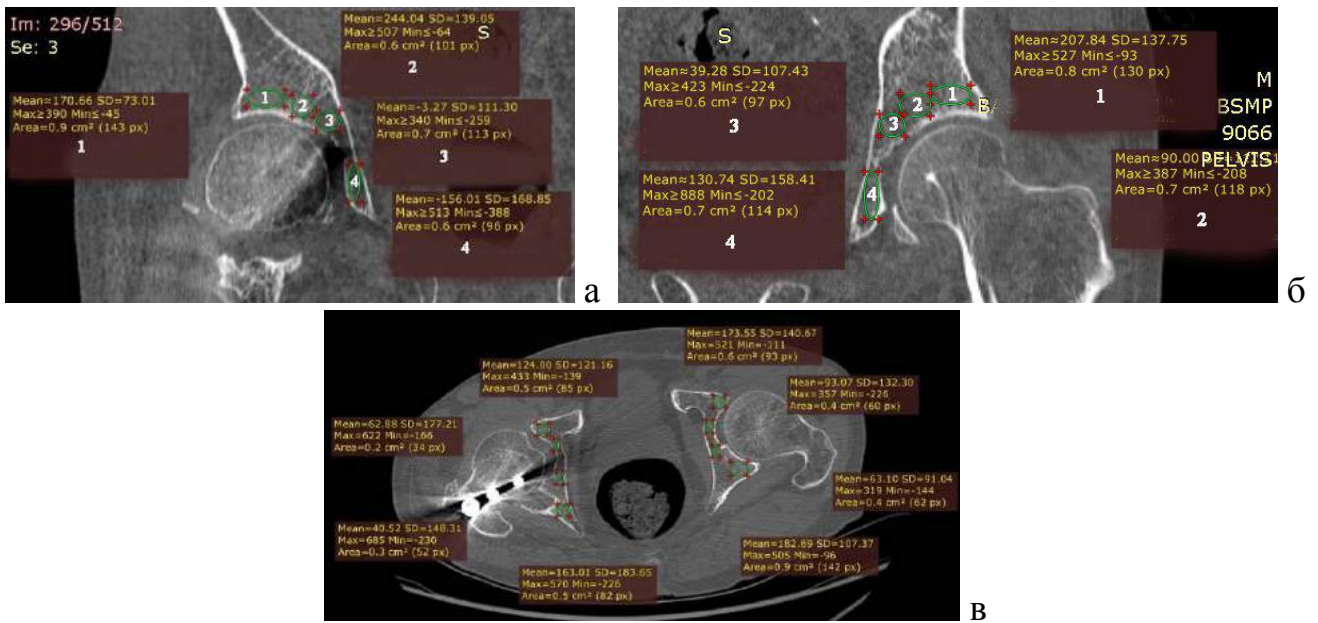 Im: 296/512
Se: 3
Mean=244.04 SD=139.05
Max≥507 Min≤-64
Area=0.6 cm² (101 px)
2
S
Mean=170.66 SD=73.01
Max≥390 Min≤-45
Area=0.9 cm² (143 px)
1
Mean=-3.27 SD=111.30
Max≥340 Min≤-259
Area=0.7 cm² (113 px)
3
Mean=-156.01 SD=168.85
Max≥513 Min≤-388
Area=0.6 cm² (96 px)
4
1
2
3
4
а
S
Mean≈39.28 SD=107.43
Max≥423 Min≤-224
Area=0.6 cm² (97 px)
3
Mean≈207.84 SD=137.75
Max≥527 Min≤-93
Area=0.8 cm² (130 px)
1
M
BSMP
9066
PELVIS
Mean≈130.74 SD=158.41
Max≥888 Min≤-202
Area=0.7 cm² (114 px)
4
Mean≈90.00
Max≥387 Min≤-208
Area=0.7 cm² (118 px)
2
1
2
3
4
б
Mean=173.55 SD=140.67
Max=521 Min=-111
Area=0.6 cm² (93 px)
Mean=124.00 SD=121.16
Max=433 Min=-139
Area=0.5 cm² (85 px)
Mean=93.07 SD=132.30
Max=357 Min=-226
Area=0.4 cm² (60 px)
Mean=62.88 SD=177.21
Max=622 Min=-166
Area=0.2 cm² (34 px)
Mean=63.10 SD=91.04
Max=319 Min=-144
Area=0.4 cm² (62 px)
Mean=40.52 SD=148.31
Max=685 Min=-230
Area=0.3 cm² (52 px)
Mean=182.69 SD=107.37
Max=505 Min=-96
Area=0.9 cm² (142 px)
Mean=163.01 SD=183.65
Max=570 Min=-226
Area=0.5 cm² (82 px)
в